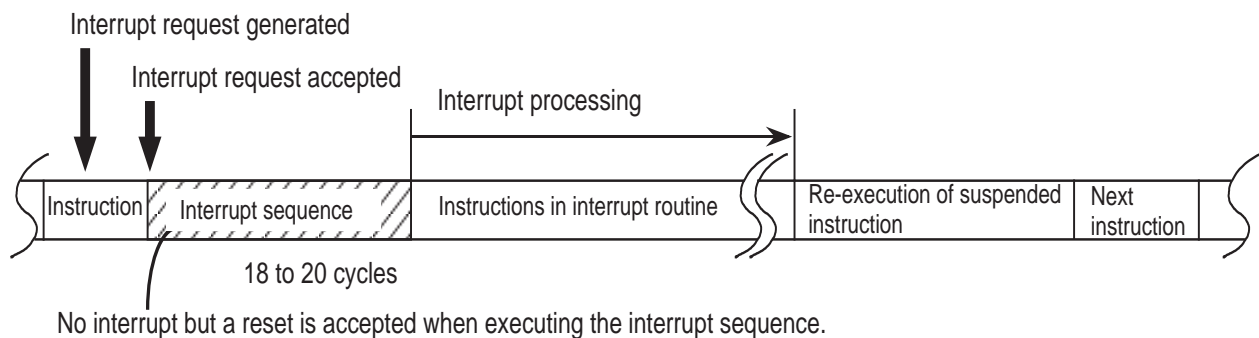 Interrupt request generated
Interrupt request accepted
Interrupt processing
Instruction
Interrupt sequence
Instructions in interrupt routine
Re-execution of suspended
instruction
Next
instruction
18 to 20 cycles
No interrupt but a reset is accepted when executing the interrupt sequence.